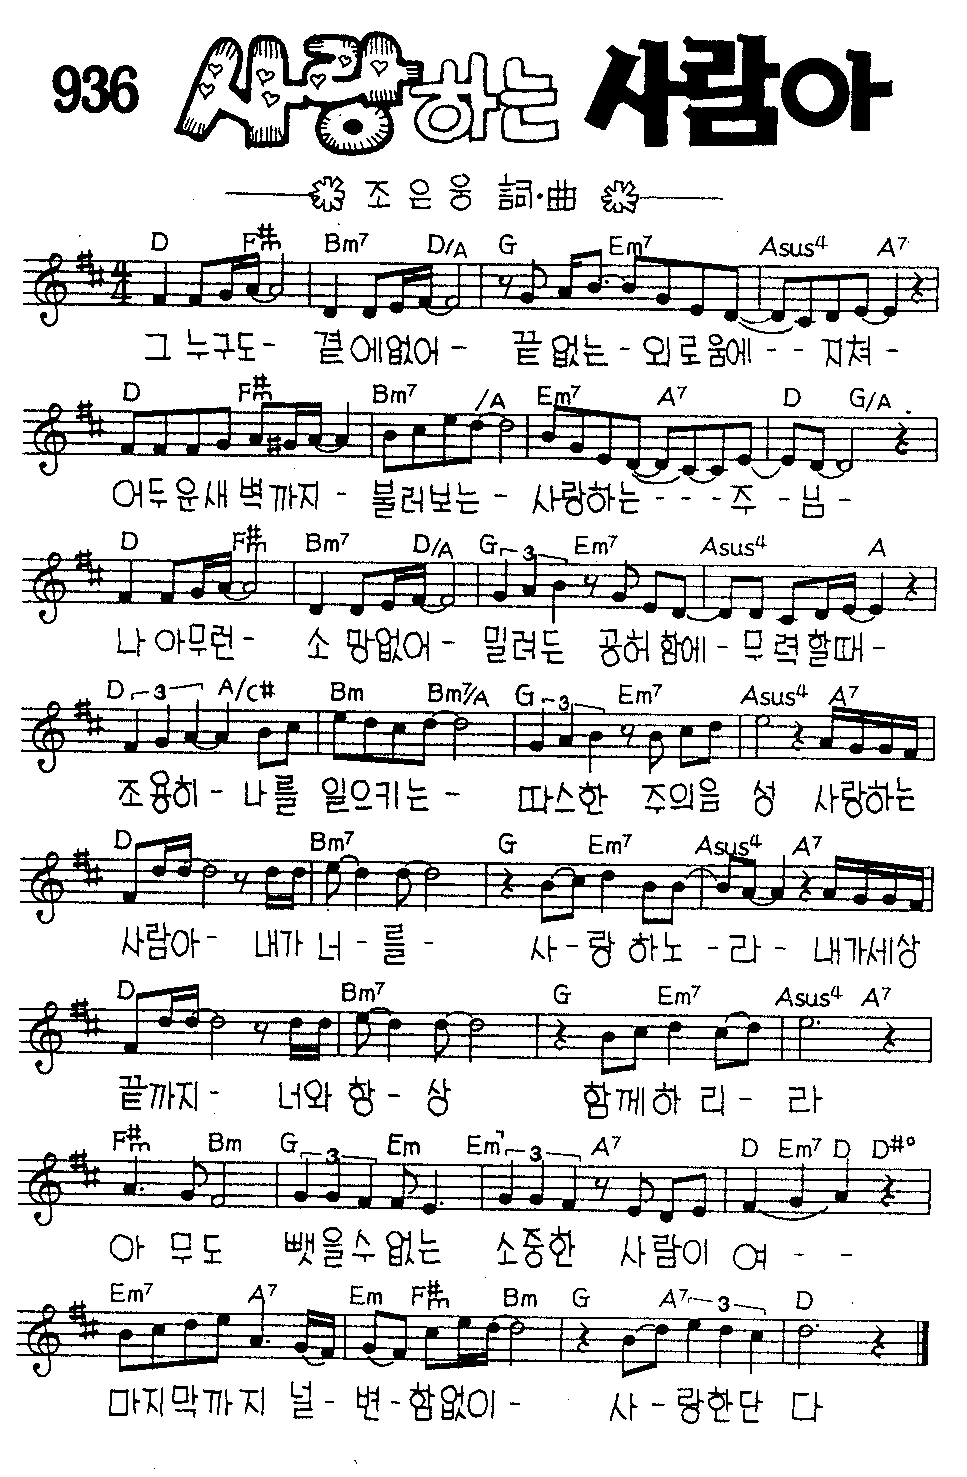 936 사랑하는 사람아
조은웅 詞·曲
D F#m Bm7 D/A G Em7 Asus4 A7
그 누구도- 곁에없어 - 끝없는 - 외로움에 - - 지쳐 -
D F#m Bm7 /A Em7 A7 D G/A
어두운새벽까지 - 불러보는 - 사랑하는 - - - 주 - 님 -
D F#m Bm7 D/A G 3 Em7 Asus4 A
나 아무런 - 소망없어 - 밀려든 공허함에 - 무력할때 -
D 3 A/C# Bm Bm7/A G 3 Em7 Asus4 A7
조용히 - 나를 일으키는 - 따스한 주의음성 사랑하는
D Bm7 G Em7 Asus4 A7
사람아 - 내가 너 - 를 - 사 - 랑 하노 - 라 - 내가세상
D Bm7 G Em7 Asus4 A7
끝까지 - 너와 항 - 상 함께하 리 - 라
F#m Bm G 3 Em Em7 3 A7 D Em7 D D#°
아 무도 뺏을수없는 소중한 사람이 여 - -
Em7 A7 Em F#m Bm G A7 3 D
마지막까지 널 - 변 - 함없이 - 사 - 랑한단 다